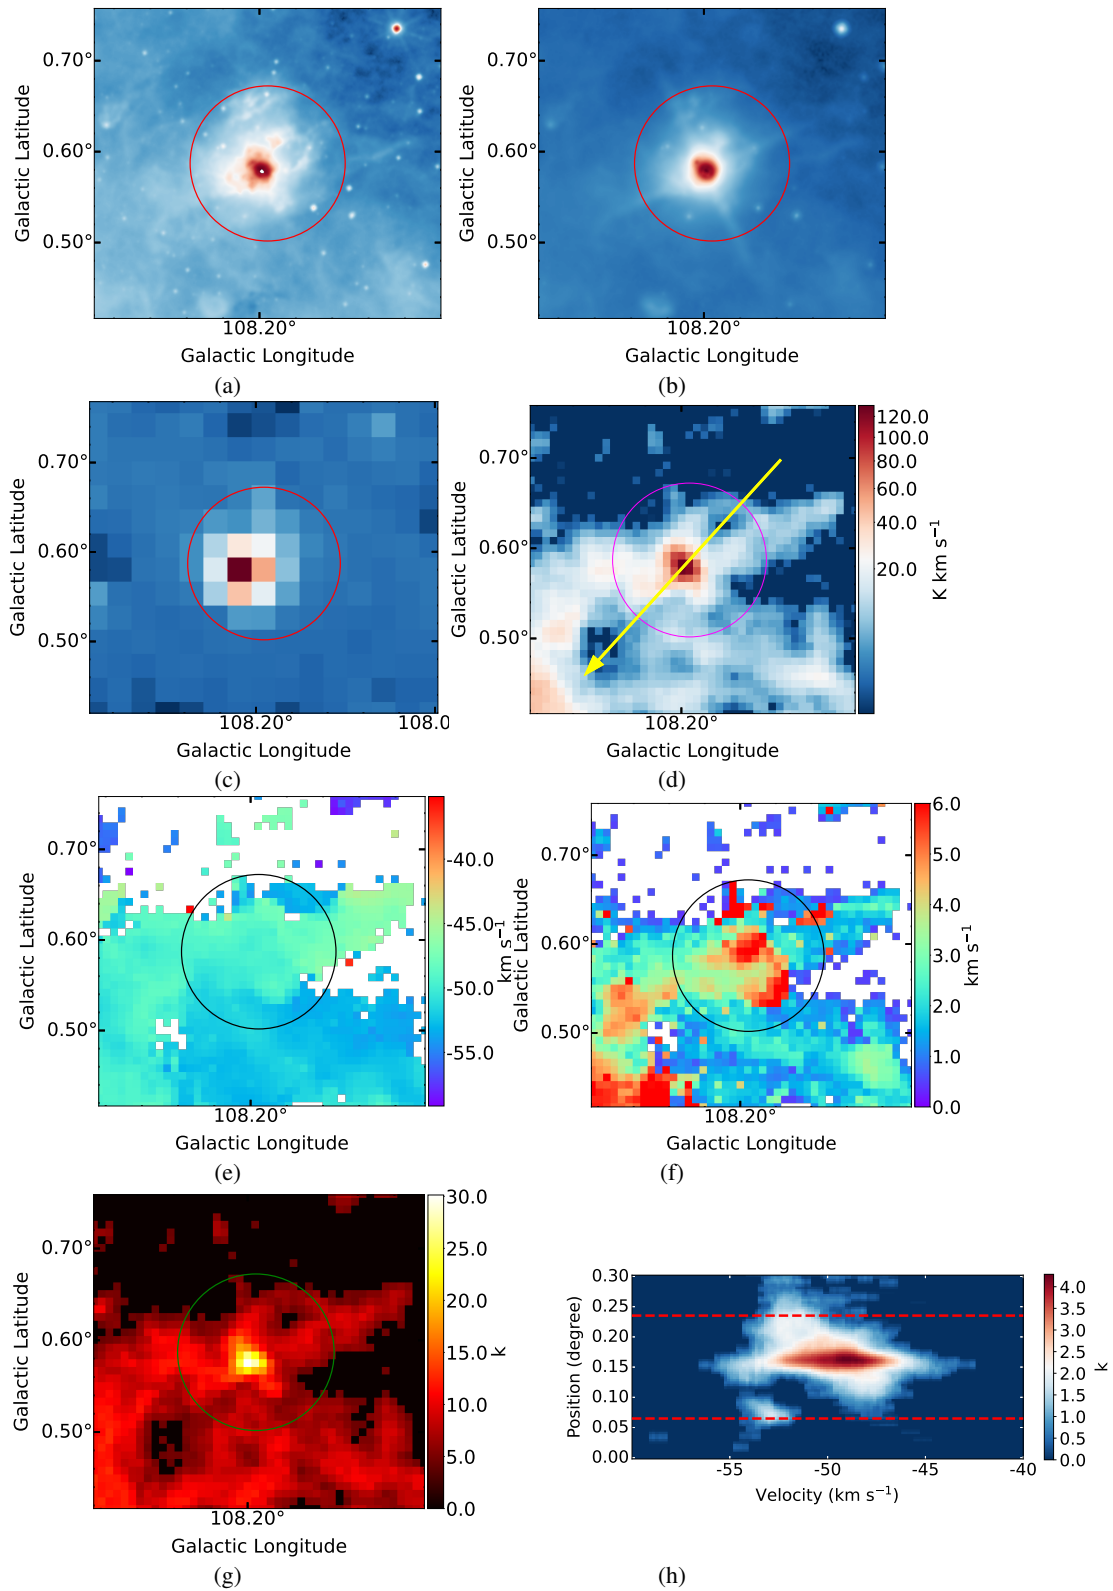 0.70°
0.60°
0.50°
Galactic Latitude
108.20°
Galactic Longitude
(a)
0.70°
0.60°
0.50°
Galactic Latitude
108.20°
Galactic Longitude
(b)
0.70°
0.60°
0.50°
Galactic Latitude
108.20°
108.0
Galactic Longitude
(c)
0.70°
0.60°
0.50°
Galactic Latitude
108.20°
Galactic Longitude
120.0
100.0
80.0
60.0
40.0
20.0
K km s⁻¹
(d)
0.70°
0.60°
0.50°
Galactic Latitude
108.20°
Galactic Longitude
-40.0
-45.0
-50.0
-55.0
km s⁻¹
(e)
0.70°
0.60°
0.50°
Galactic Latitude
108.20°
Galactic Longitude
6.0
5.0
4.0
3.0
2.0
1.0
0.0
km s⁻¹
(f)
0.70°
0.60°
0.50°
Galactic Latitude
108.20°
Galactic Longitude
30.0
25.0
20.0
15.0
10.0
5.0
0.0
k
(g)
0.30
0.25
0.20
0.15
0.10
0.05
0.00
Position (degree)
-55
-50
-45
-40
Velocity (km s⁻¹)
4.0
3.5
3.0
2.5
2.0
1.5
1.0
0.5
0.0
k
(h)